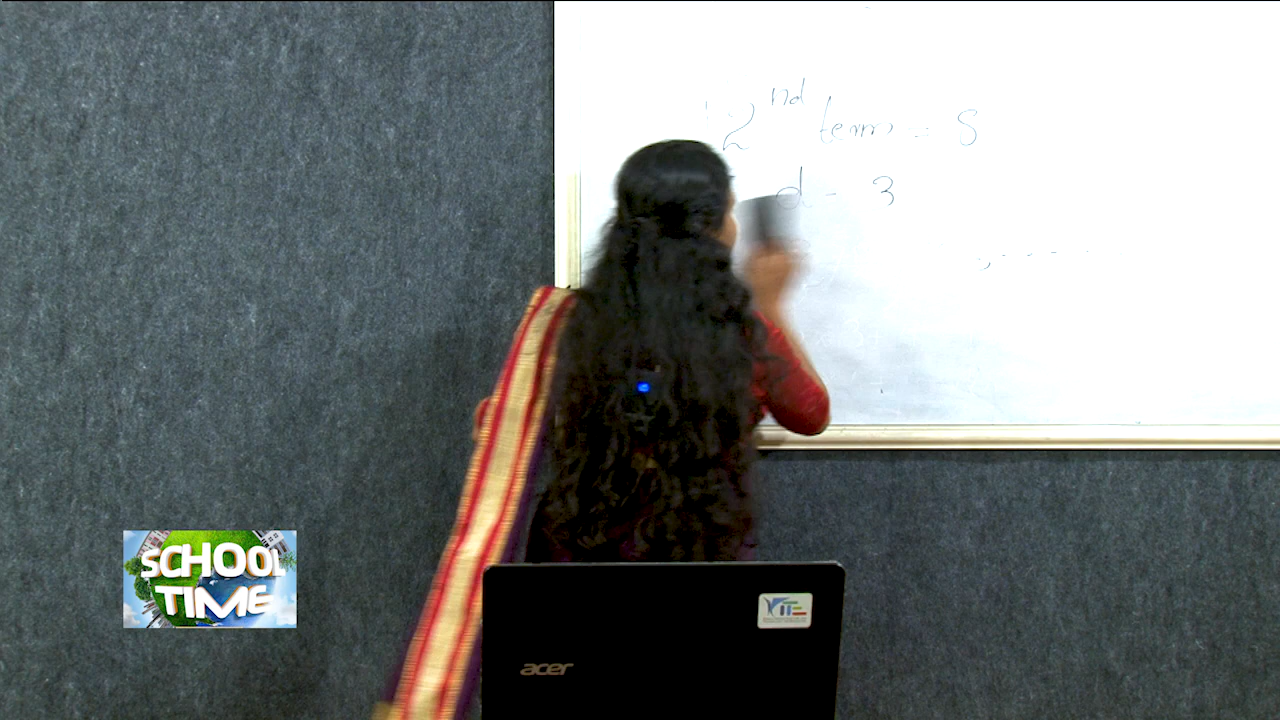 2nd term = 8
d - 3
SCHOOL
TIME
acer